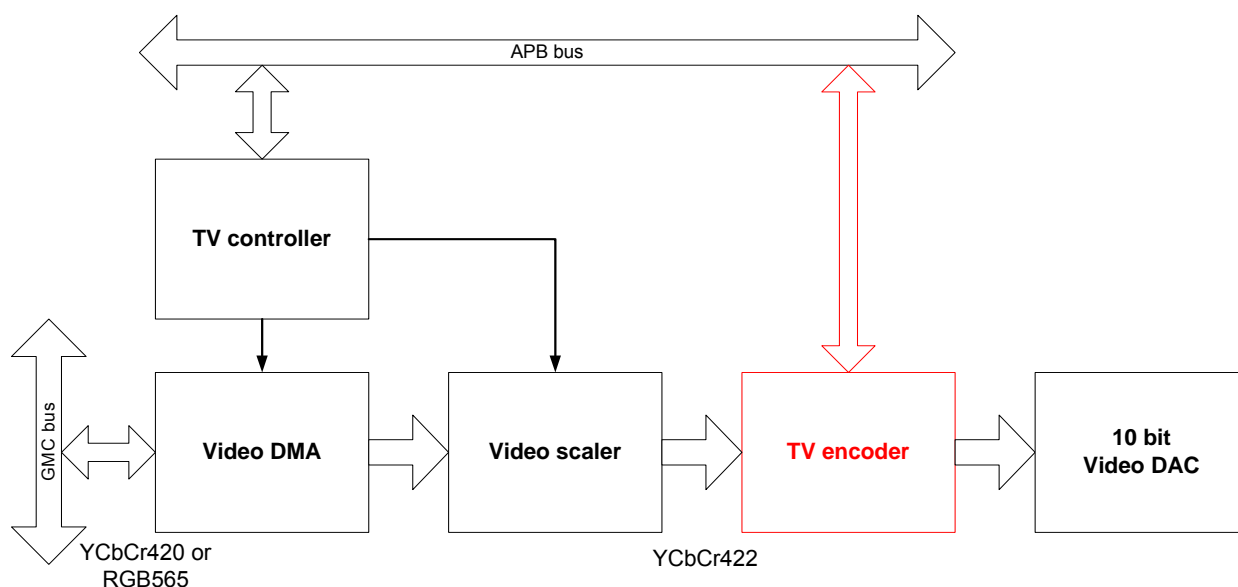 APB bus
TV controller
GMC bus
Video DMA
Video scaler
TV encoder
10 bit
Video DAC
YCbCr420 or
RGB565
YCbCr422